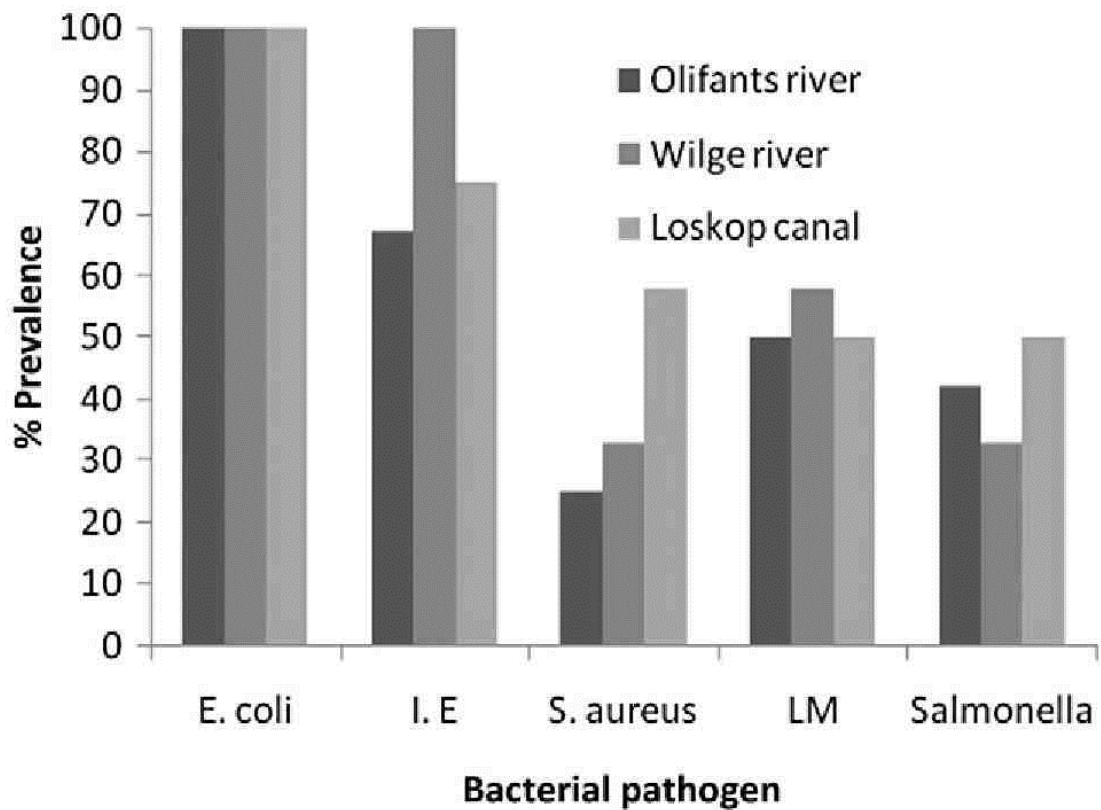 100
90
80
70
60
50
40
30
20
10
0
% Prevalence
Olifants river
Wilge river
Loskop canal
E. coli
I. E
S. aureus
LM
Salmonella
Bacterial pathogen